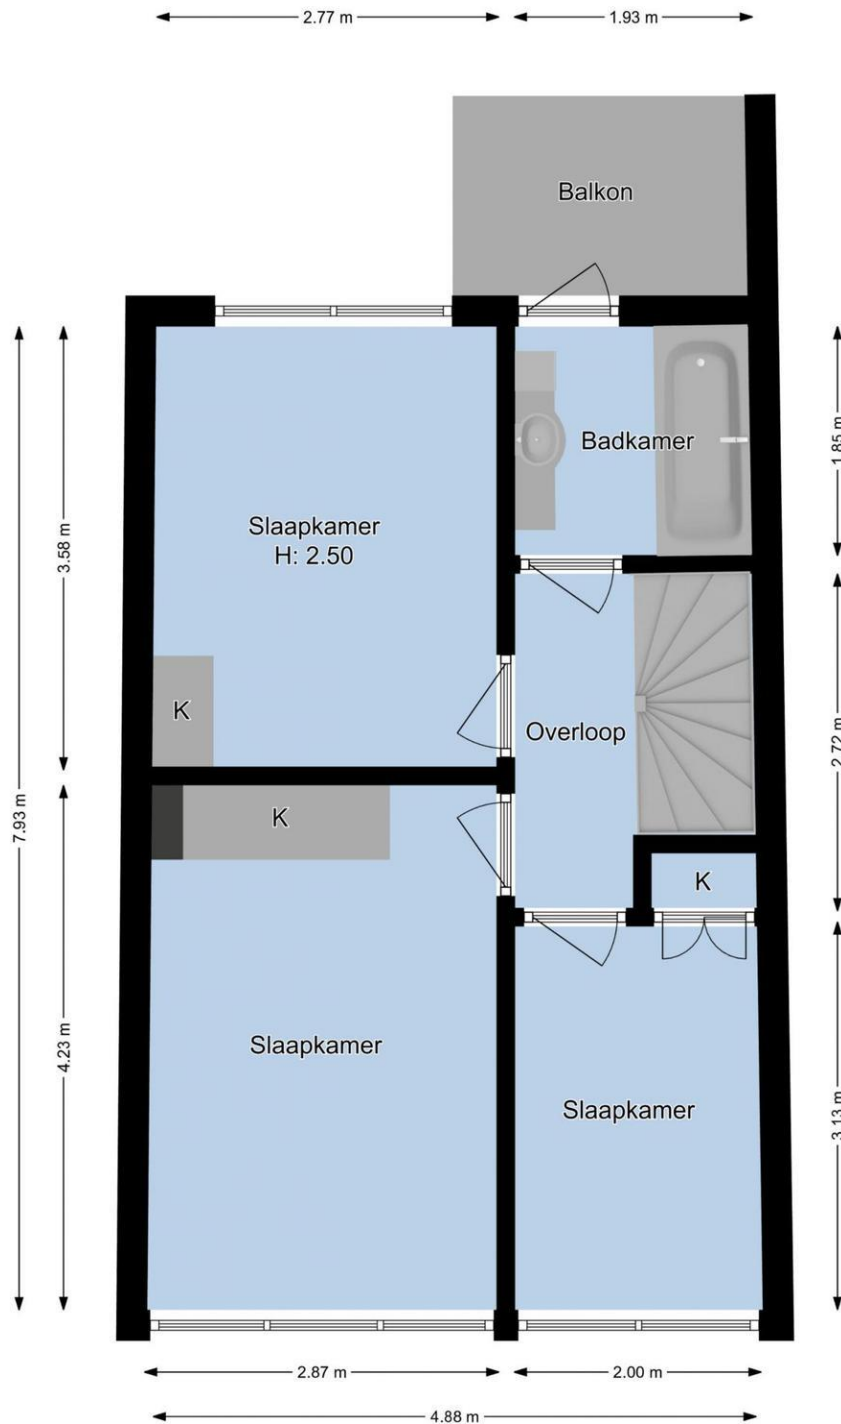 2.77 m
1.93 m
Balkon
Badkamer
1.85 m
Slaapkamer
H: 2.50
3.58 m
K
Overloop
2.72 m
7.93 m
K
K
4.23 m
Slaapkamer
Slaapkamer
3.13 m
2.87 m
2.00 m
4.88 m